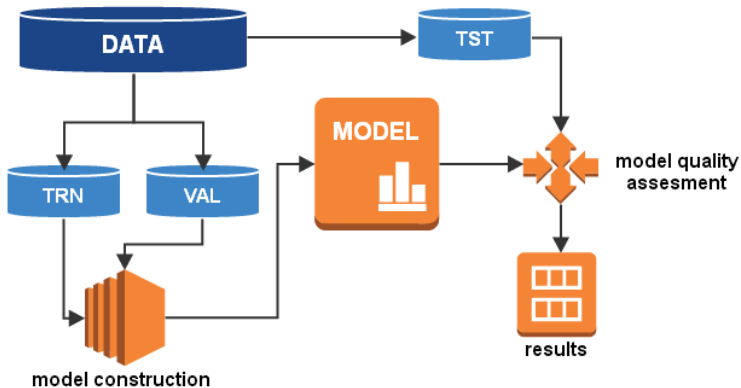 DATA
TST
MODEL
model quality
assesment
TRN
VAL
results
model construction